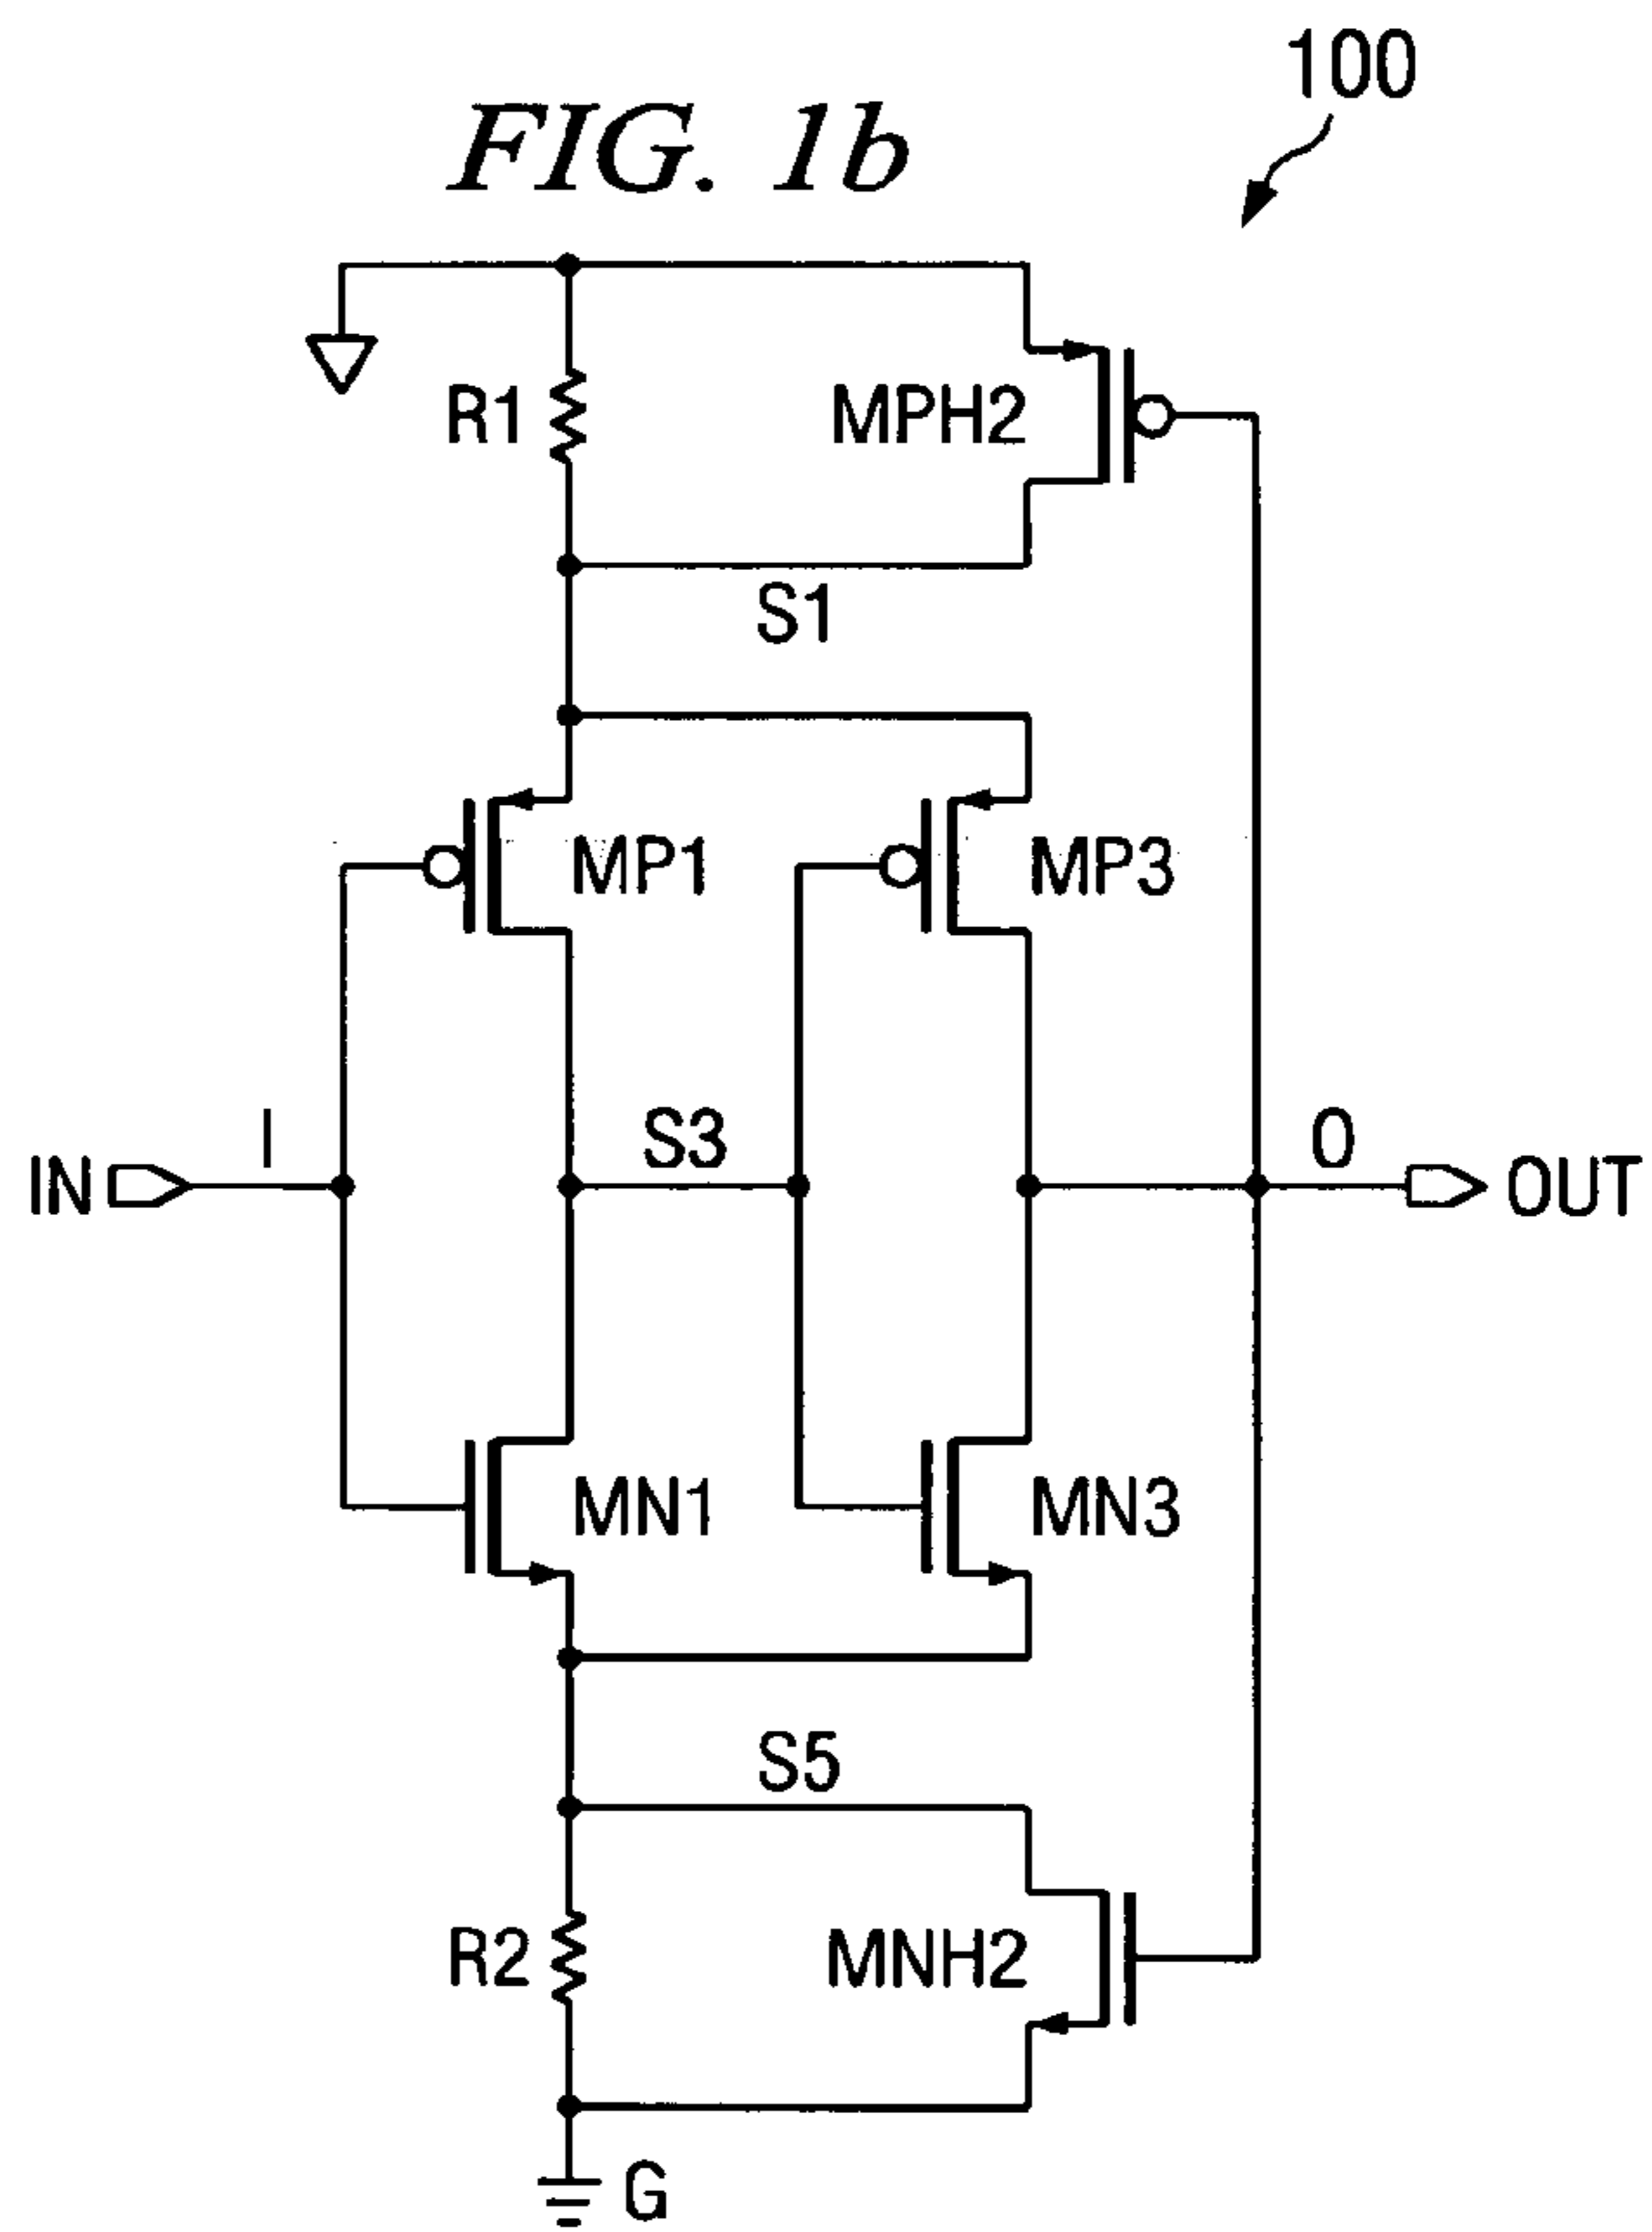 100
FIG. 1b
R1
MPH2
S1
MP1
MP3
I
S3
O
IN
OUT
MN1
MN3
S5
R2
MNH2
G